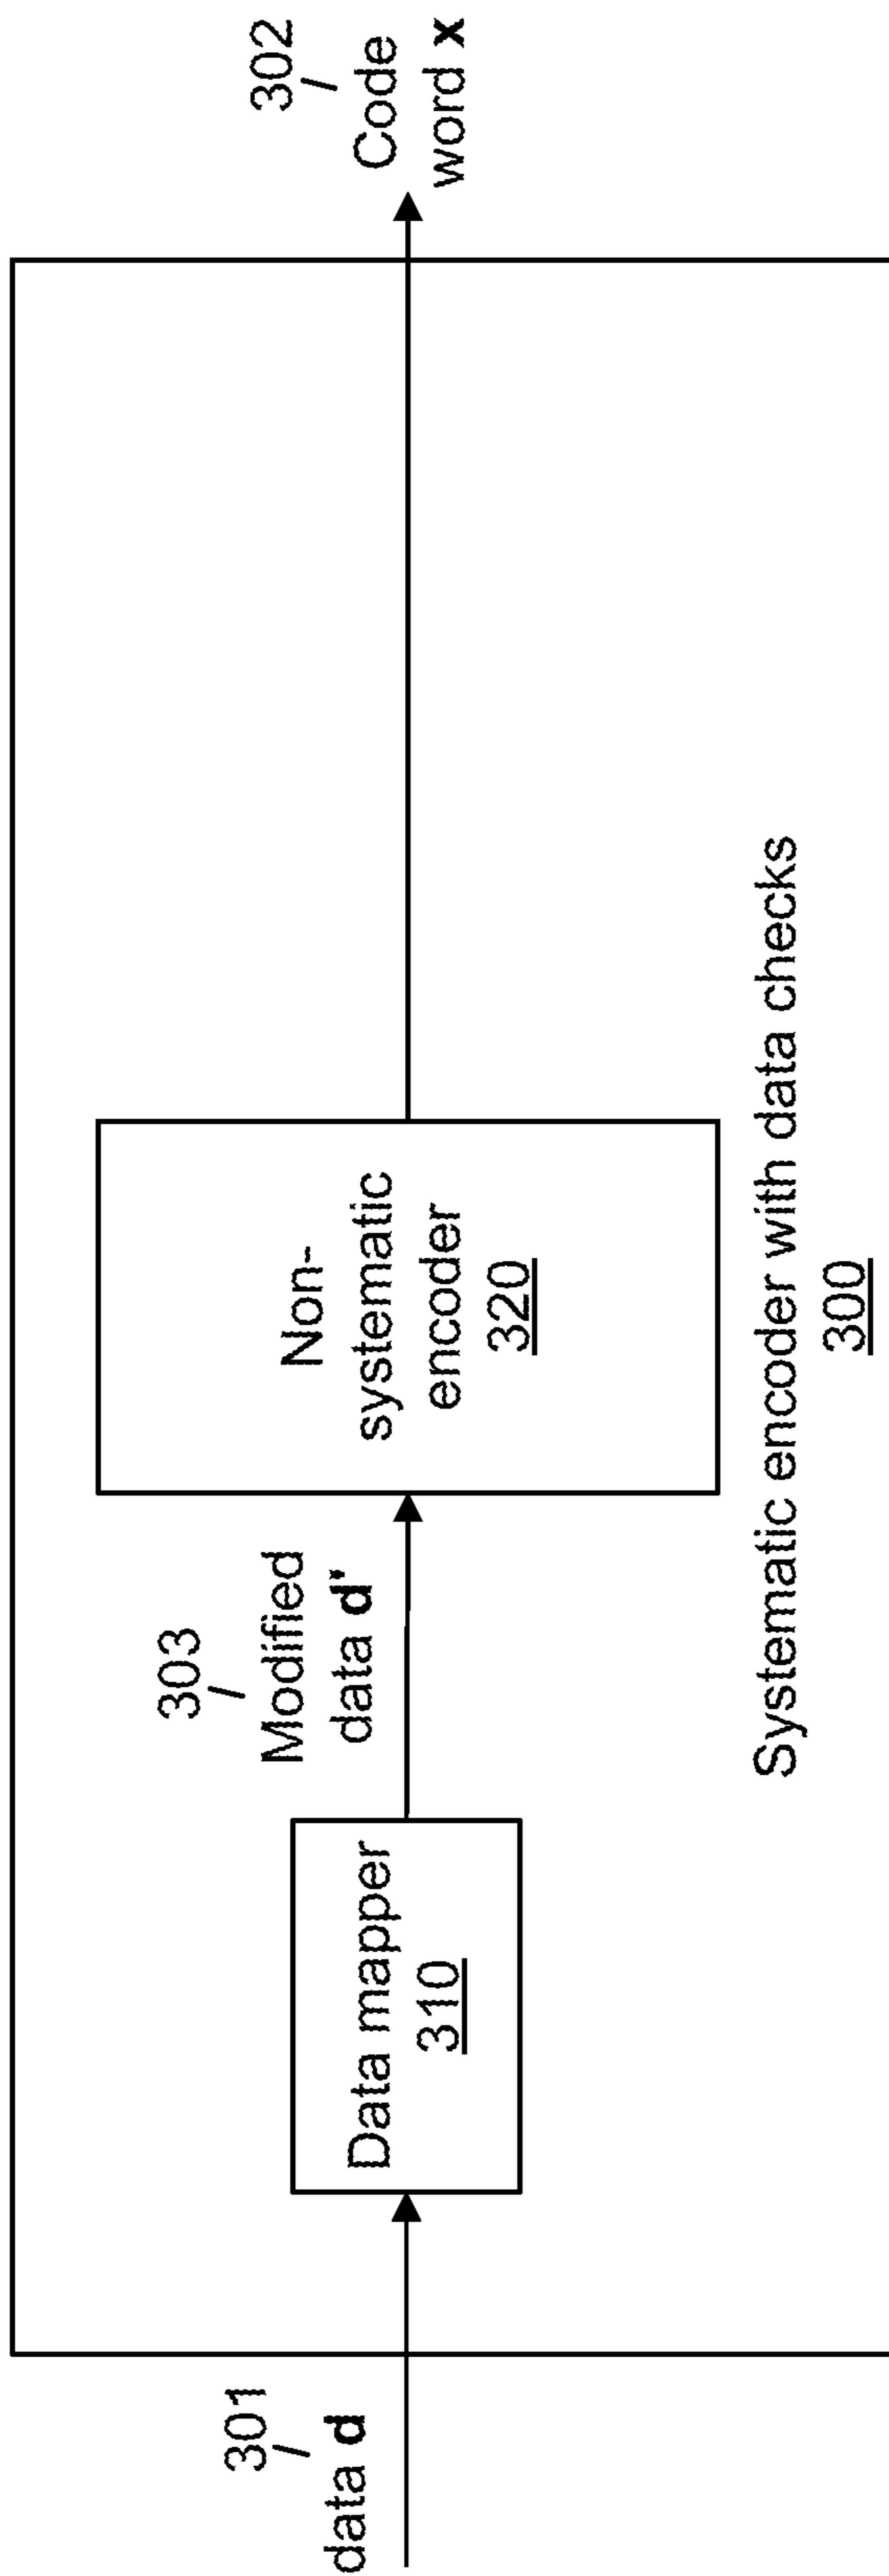 301
data d
Data mapper
310
303
Modified
data d'
Non-
systematic
encoder
320
302
Code
word x
Systematic encoder with data checks
300